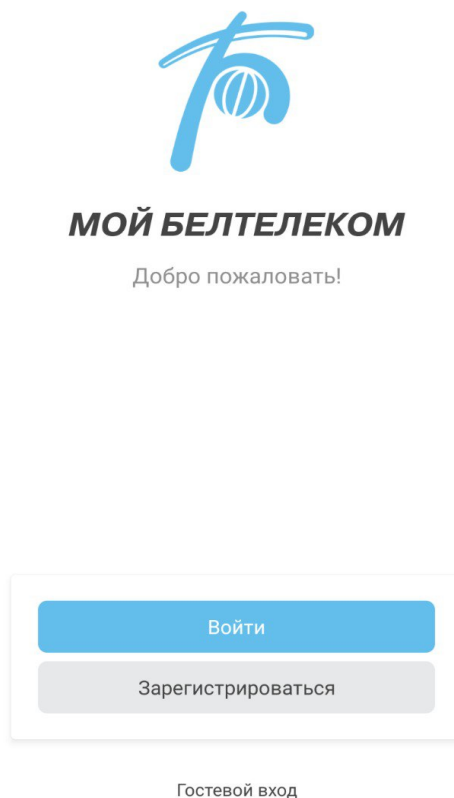 МОЙ БЕЛТЕЛЕКОМ
Добро пожаловать!
Войти
Зарегистрироваться
Гостевой вход